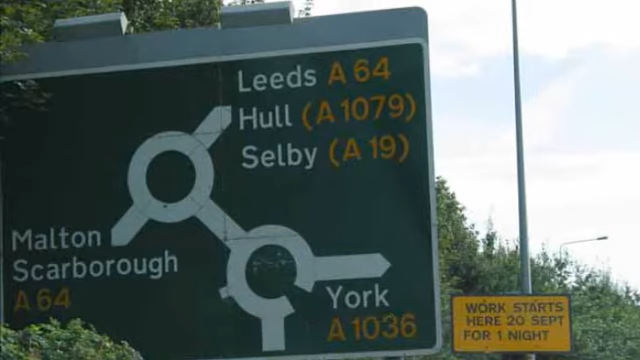 Leeds A 64
Hull (A 1079)
Selby (A 19)
Malton
Scarborough
A 64
York
A 1036
WORK STARTS
HERE 20 SEPT
FOR 1 NIGHT